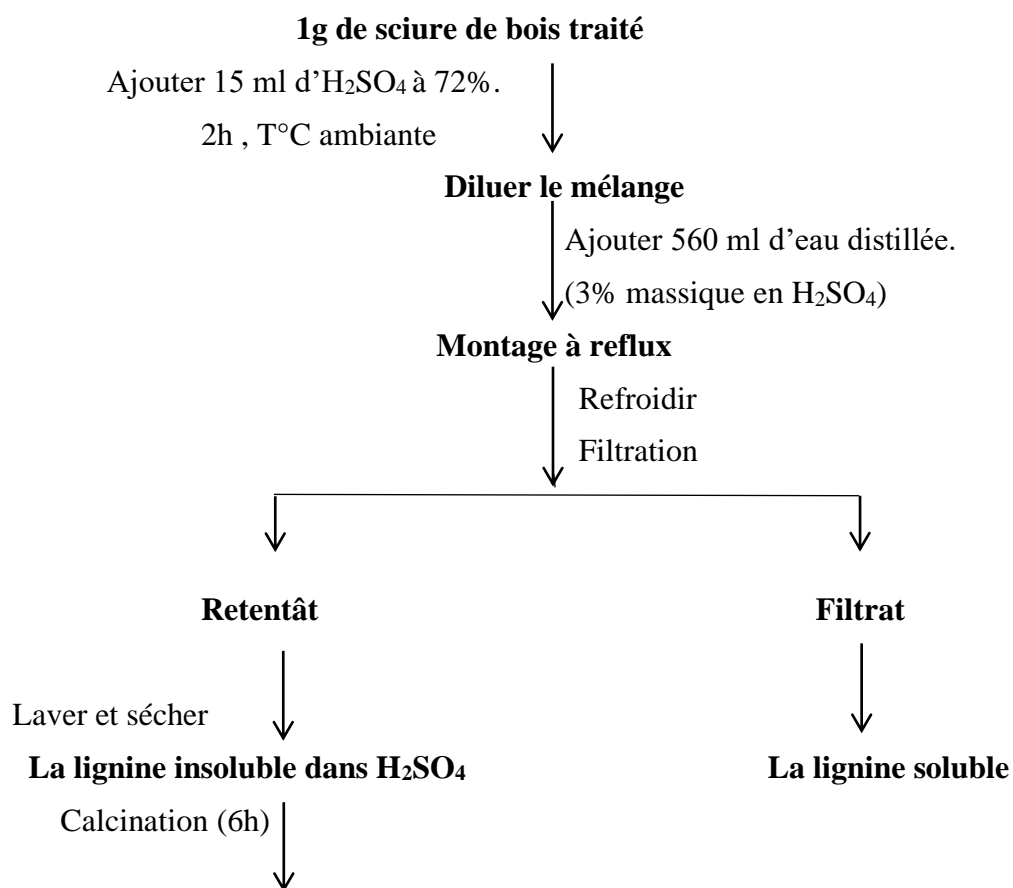 1g de sciure de bois traité
Ajouter 15 ml d’H₂SO₄ à 72%.
2h , T°C ambiante
Diluer le mélange
Ajouter 560 ml d’eau distillée.
(3% massique en H₂SO₄)
Montage à reflux
Refroidir
Filtration
Retentât
Filtrat
Laver et sécher
La lignine insoluble dans H₂SO₄
La lignine soluble
Calcination (6h)